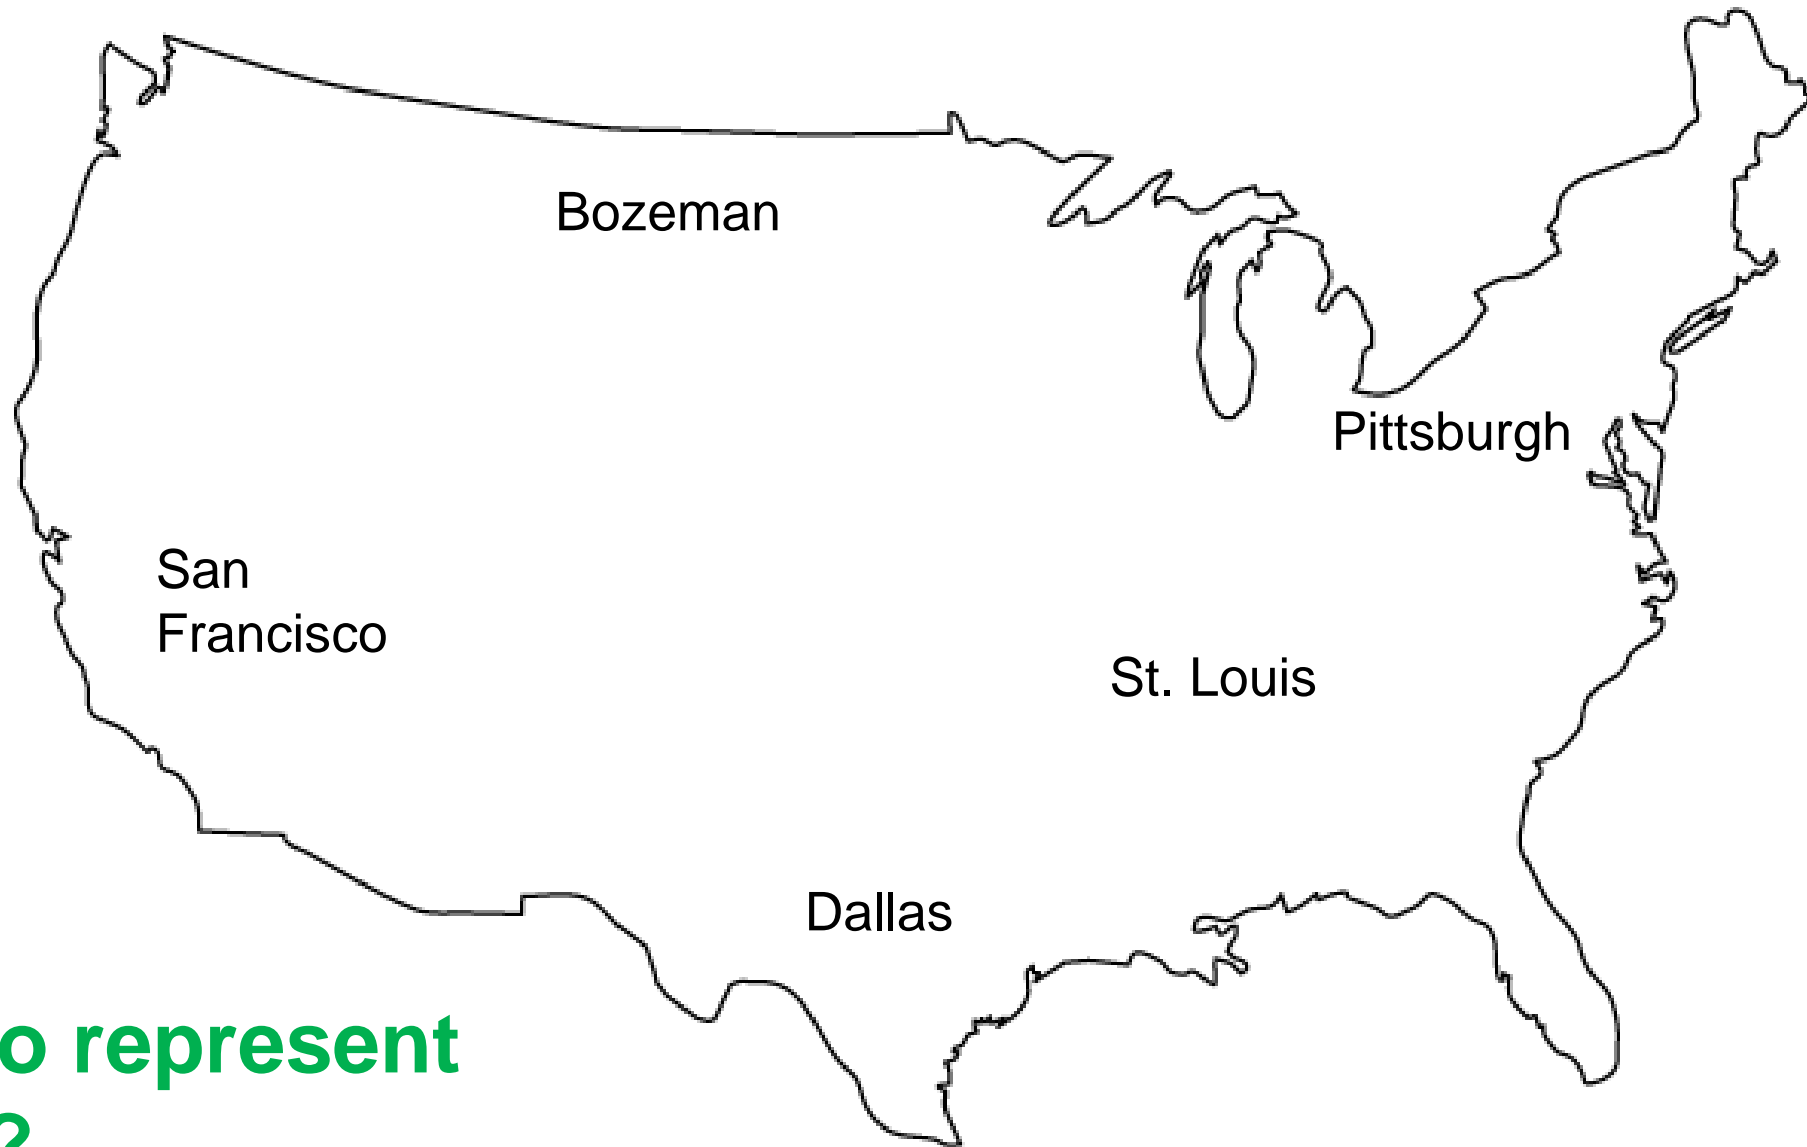 Bozeman
Pittsburgh
San
Francisco
St. Louis
Dallas
o represent
?